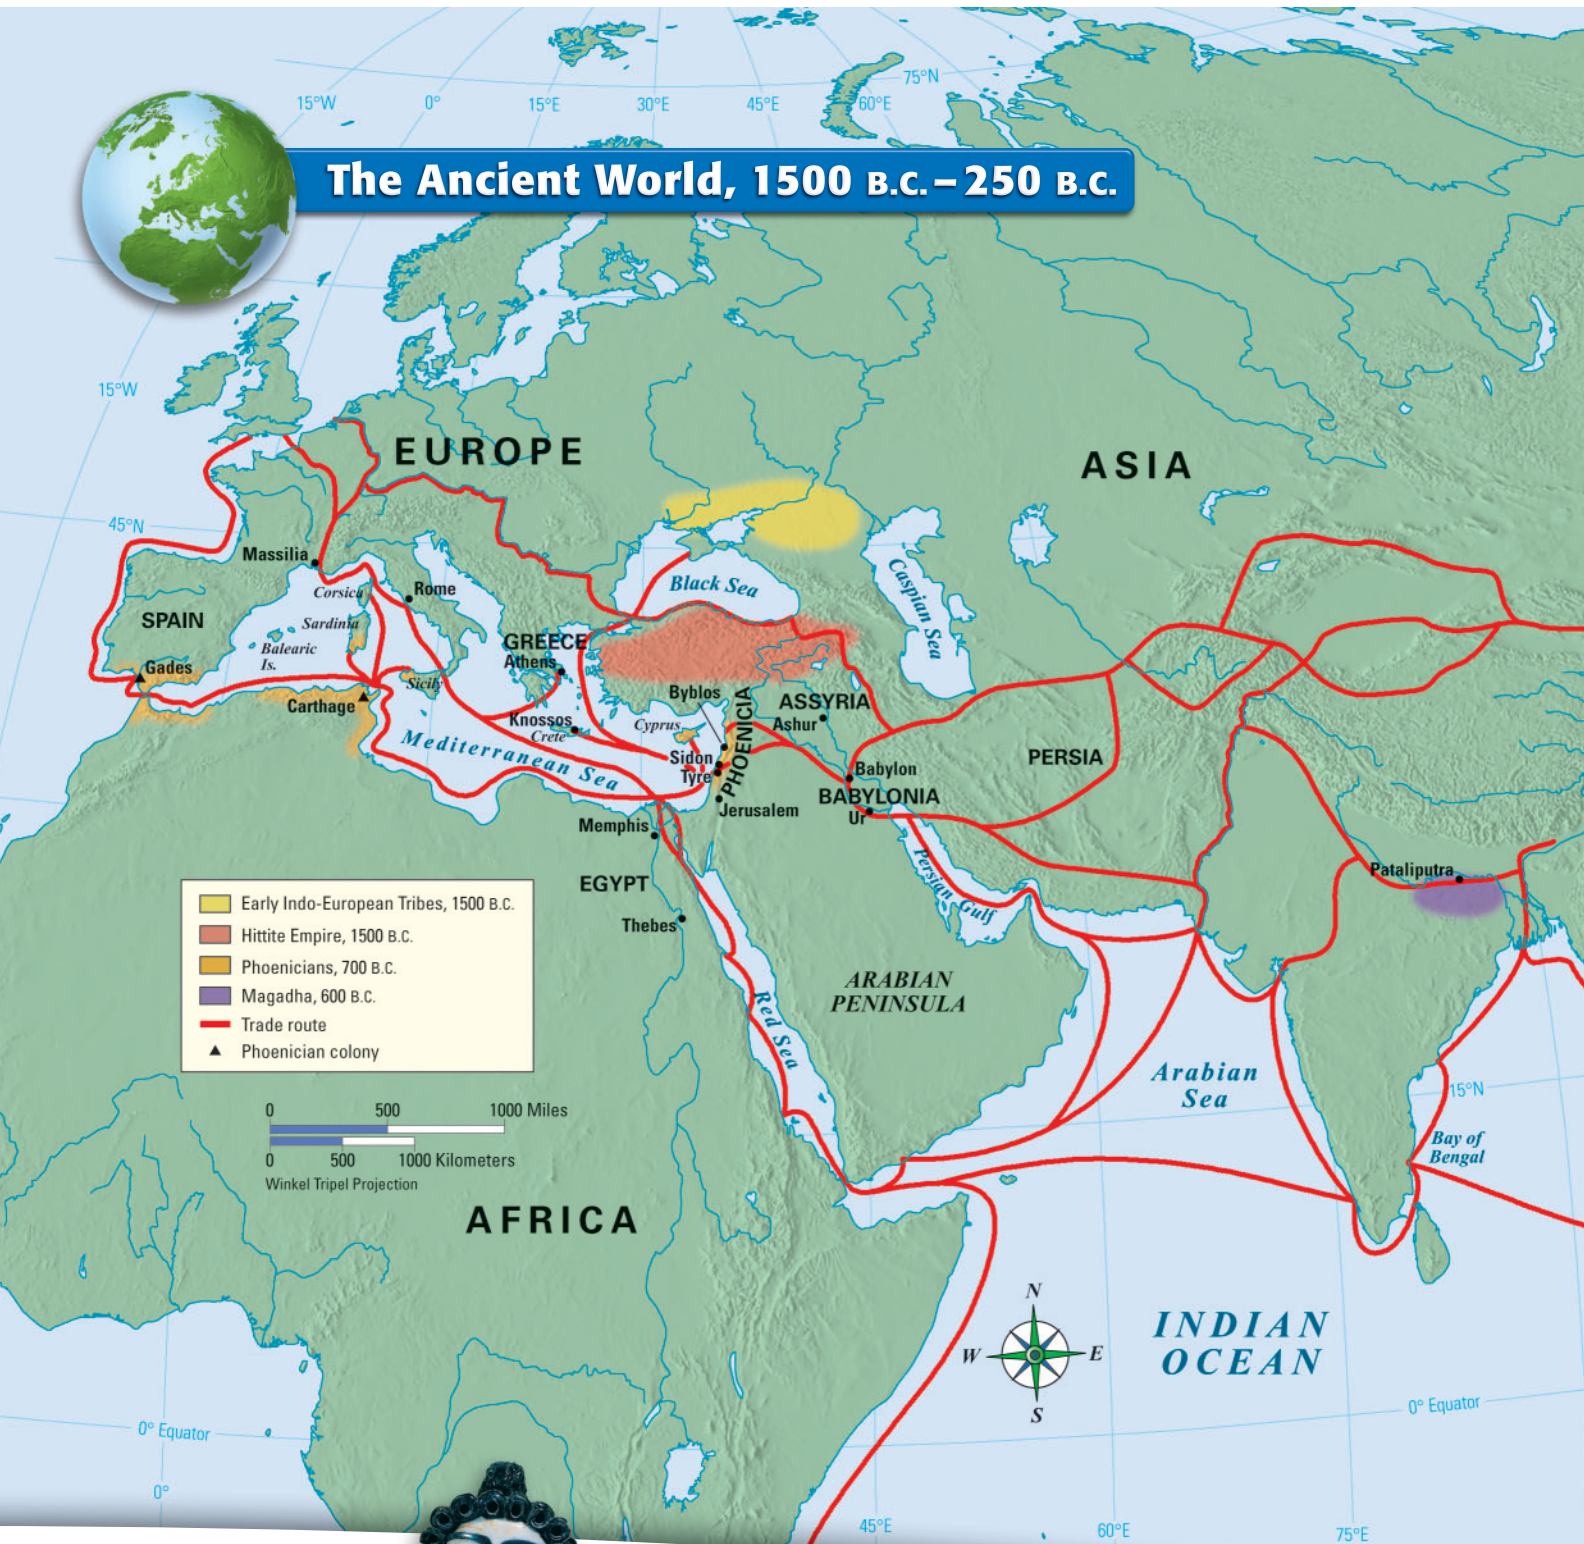 75°N
15°W
0°
15°E
30°E
45°E
60°E
The Ancient World, 1500 B.C.–250 B.C.
15°W
EUROPE
ASIA
45°N
Massilia
Corsica
Rome
Black Sea
Caspian Sea
SPAIN
Sardinia
Balearic
Is.
GREECE
Athens
Gades
Sicily
Carthage
Byblos
ASSYRIA
Ashur
Knossos
Crete
Cyprus
PHOENICIA
Mediterranean Sea
Sidon
Tyre
PERSIA
Babylon
BABYLONIA
Ur
Jerusalem
Memphis
EGYPT
Thebes
Persian Gulf
Pataliputra
Early Indo-European Tribes, 1500 B.C.
Hittite Empire, 1500 B.C.
Phoenicians, 700 B.C.
Magadha, 600 B.C.
Trade route
Phoenician colony
ARABIAN
PENINSULA
Red Sea
Arabian
Sea
15°N
Bay of
Bengal
0 500 1000 Miles
0 500 1000 Kilometers
Winkel Tripel Projection
AFRICA
N
W E
S
INDIAN
OCEAN
0° Equator
0° Equator
0°
45°E
60°E
75°E